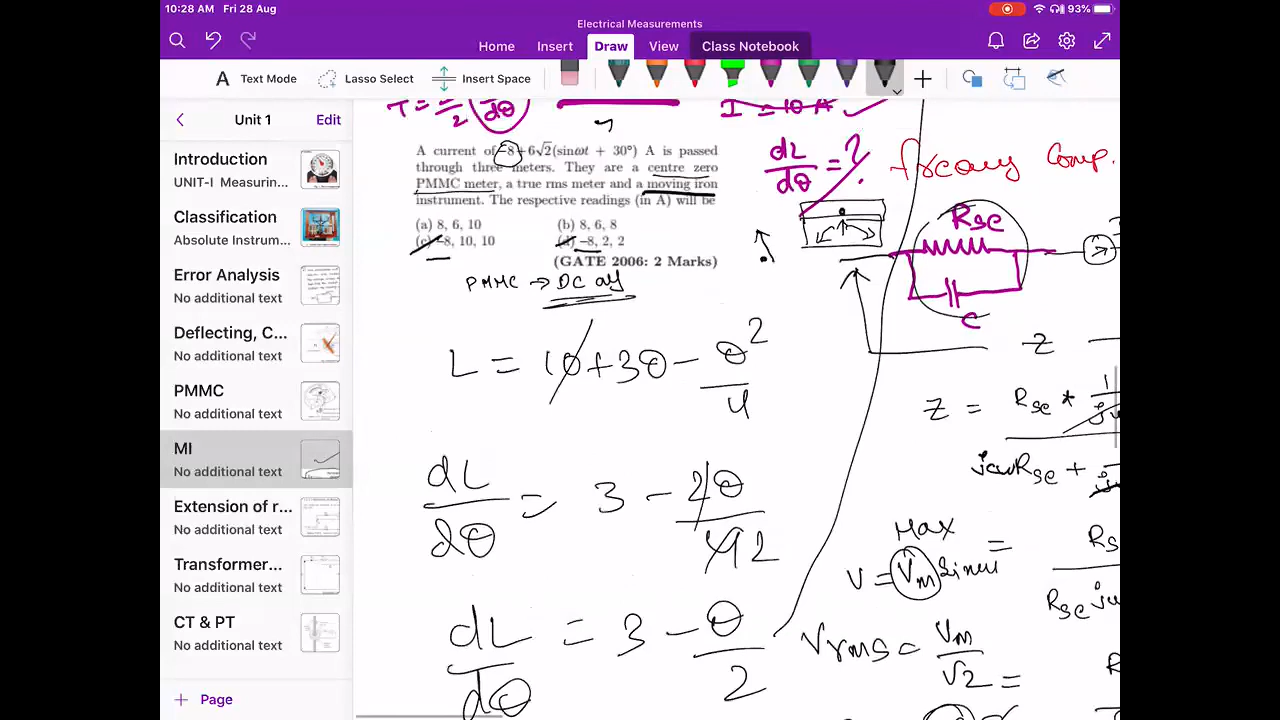 10:28 AM Fri 28 Aug
93%
Electrical Measurements
Home Insert Draw View Class Notebook
Text Mode Lasso Select Insert Space
Unit 1 Edit
Introduction
UNIT-I Measurin...
Classification
Absolute Instrum...
Error Analysis
No additional text
Deflecting, C...
No additional text
PMMC
No additional text
MI
No additional text
Extension of r...
No additional text
Transformer...
No additional text
CT & PT
No additional text
+ Page
I = 10 A
A current of −8+6√2(sinωt + 30°) A is passed
through three meters. They are a centre zero
PMMC meter, a true rms meter and a moving iron
instrument. The respective readings (in A) will be
(a) 8, 6, 10 (b) 8, 6, 8
(c) −8, 10, 10 (d) −8, 2, 2
(GATE 2006: 2 Marks)
PMMC → DC
L = 10+3θ − θ²/4
dL/dθ = 3 − 2θ/42
dL/dθ = 3 − θ/2
dL/dθ = ?
Comp.
Rse
C
Z
Z = Rse *
jωRse +
Max
V = Vm
=
Vrms = Vm/√2 =